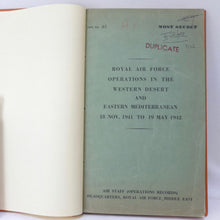 MOST SECRET
DUPLICATE
ROYAL AIR FORCE
OPERATIONS IN THE
WESTERN DESERT
AND
EASTERN MEDITERRANEAN
18 NOV. 1941 TO 19 MAY 1942
AIR STAFF (OPERATIONS RECORDS)
HEADQUARTERS, ROYAL AIR FORCE, MIDDLE EAST